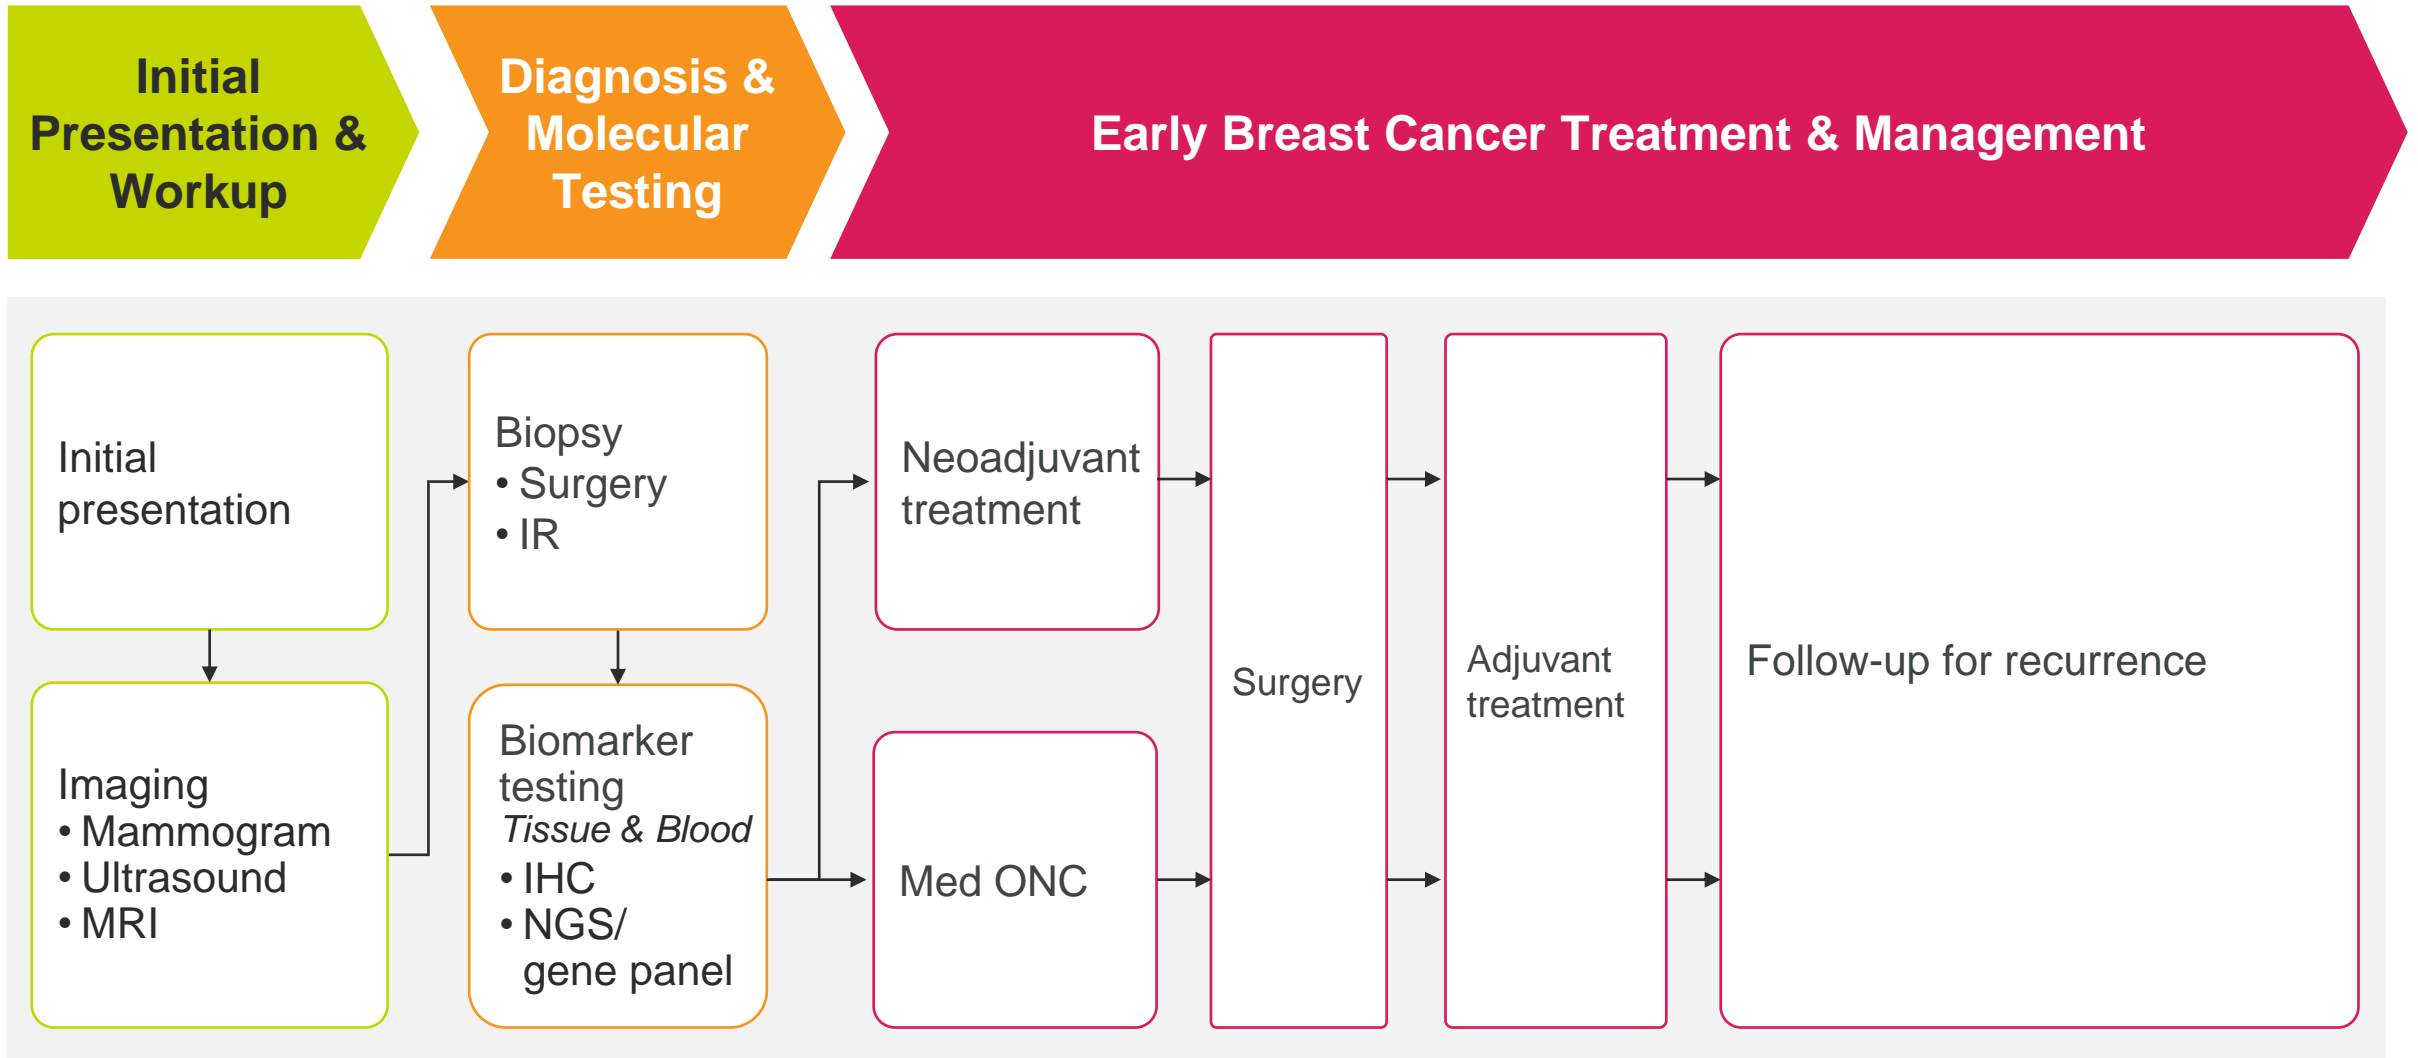 Initial
Presentation &
Workup
Diagnosis &
Molecular
Testing
Early Breast Cancer Treatment & Management
Initial
presentation
Imaging
• Mammogram
• Ultrasound
• MRI
Biopsy
• Surgery
• IR
Biomarker
testing
Tissue & Blood
• IHC
• NGS/
gene panel
Neoadjuvant
treatment
Med ONC
Surgery
Adjuvant
treatment
Follow-up for recurrence